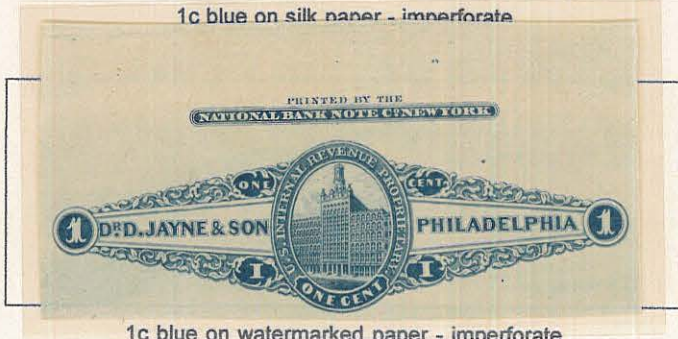 1c blue on silk paper - imperforate
PRINTED BY THE
NATIONAL BANK NOTE Cº NEW YORK
U.S. INTERNAL REVENUE PROPRIETARY.
ONE CENT.
1 DR. D. JAYNE & SON PHILADELPHIA 1
1 1
ONE CENT
1c blue on watermarked paper - imperforate